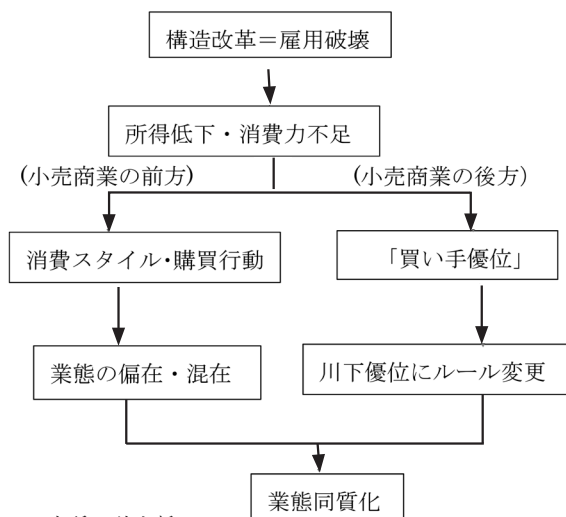 構造改革＝雇用破壊
所得低下・消費力不足
(小売商業の前方)
(小売商業の後方)
消費スタイル・購買行動
「買い手優位」
業態の偏在・混在
川下優位にルール変更
業態同質化